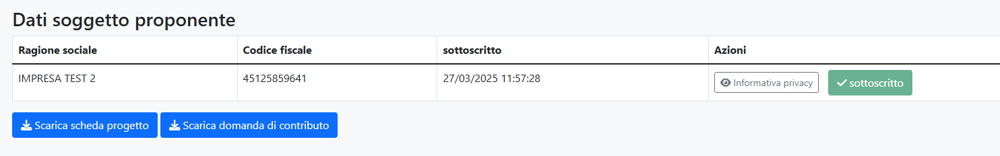 Dati soggetto proponente
Ragione sociale Codice fiscale sottoscritto Azioni
IMPRESA TEST 2 45125859641 27/03/2025 11:57:28 Informativa privacy sottoscritto
Scarica scheda progetto Scarica domanda di contributo